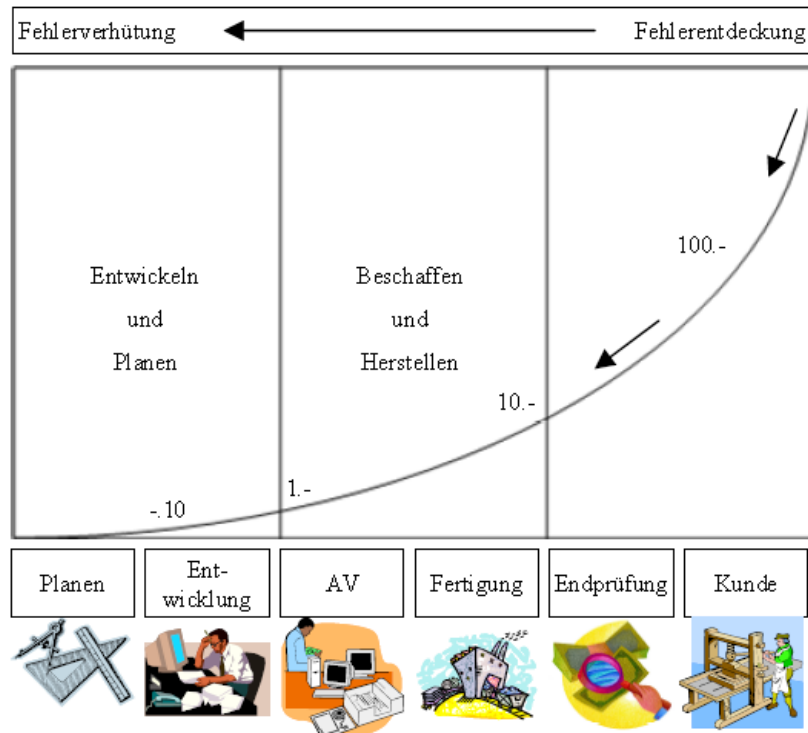 Fehlerverhütung
Fehlerentdeckung
100.-
Entwickeln
und
Planen
Beschaffen
und
Herstellen
10.-
1.-
-.10
Planen
Ent-
wicklung
AV
Fertigung
Endprüfung
Kunde